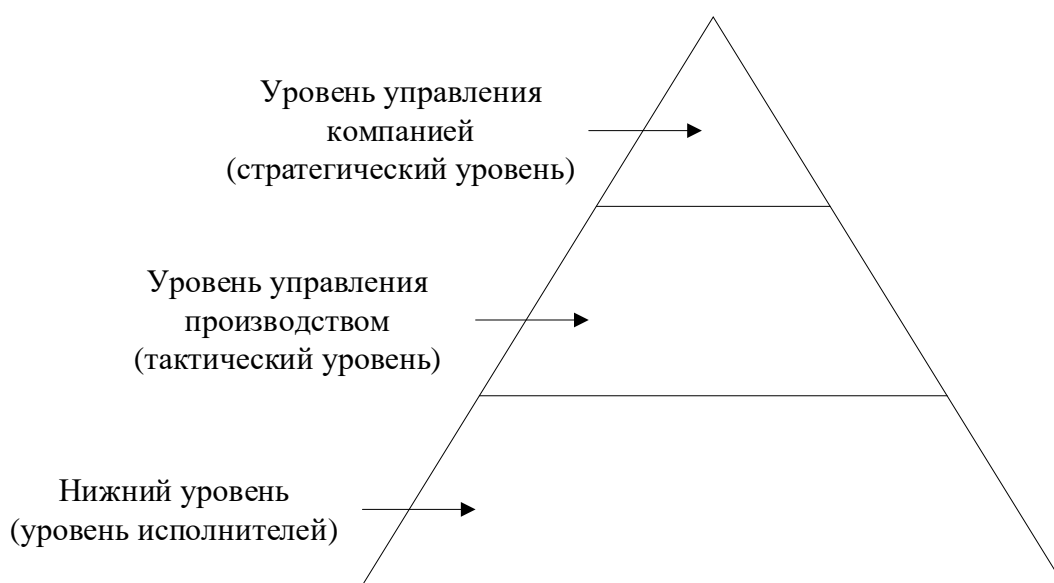 Уровень управления
компанией
(стратегический уровень)
Уровень управления
производством
(тактический уровень)
Нижний уровень
(уровень исполнителей)